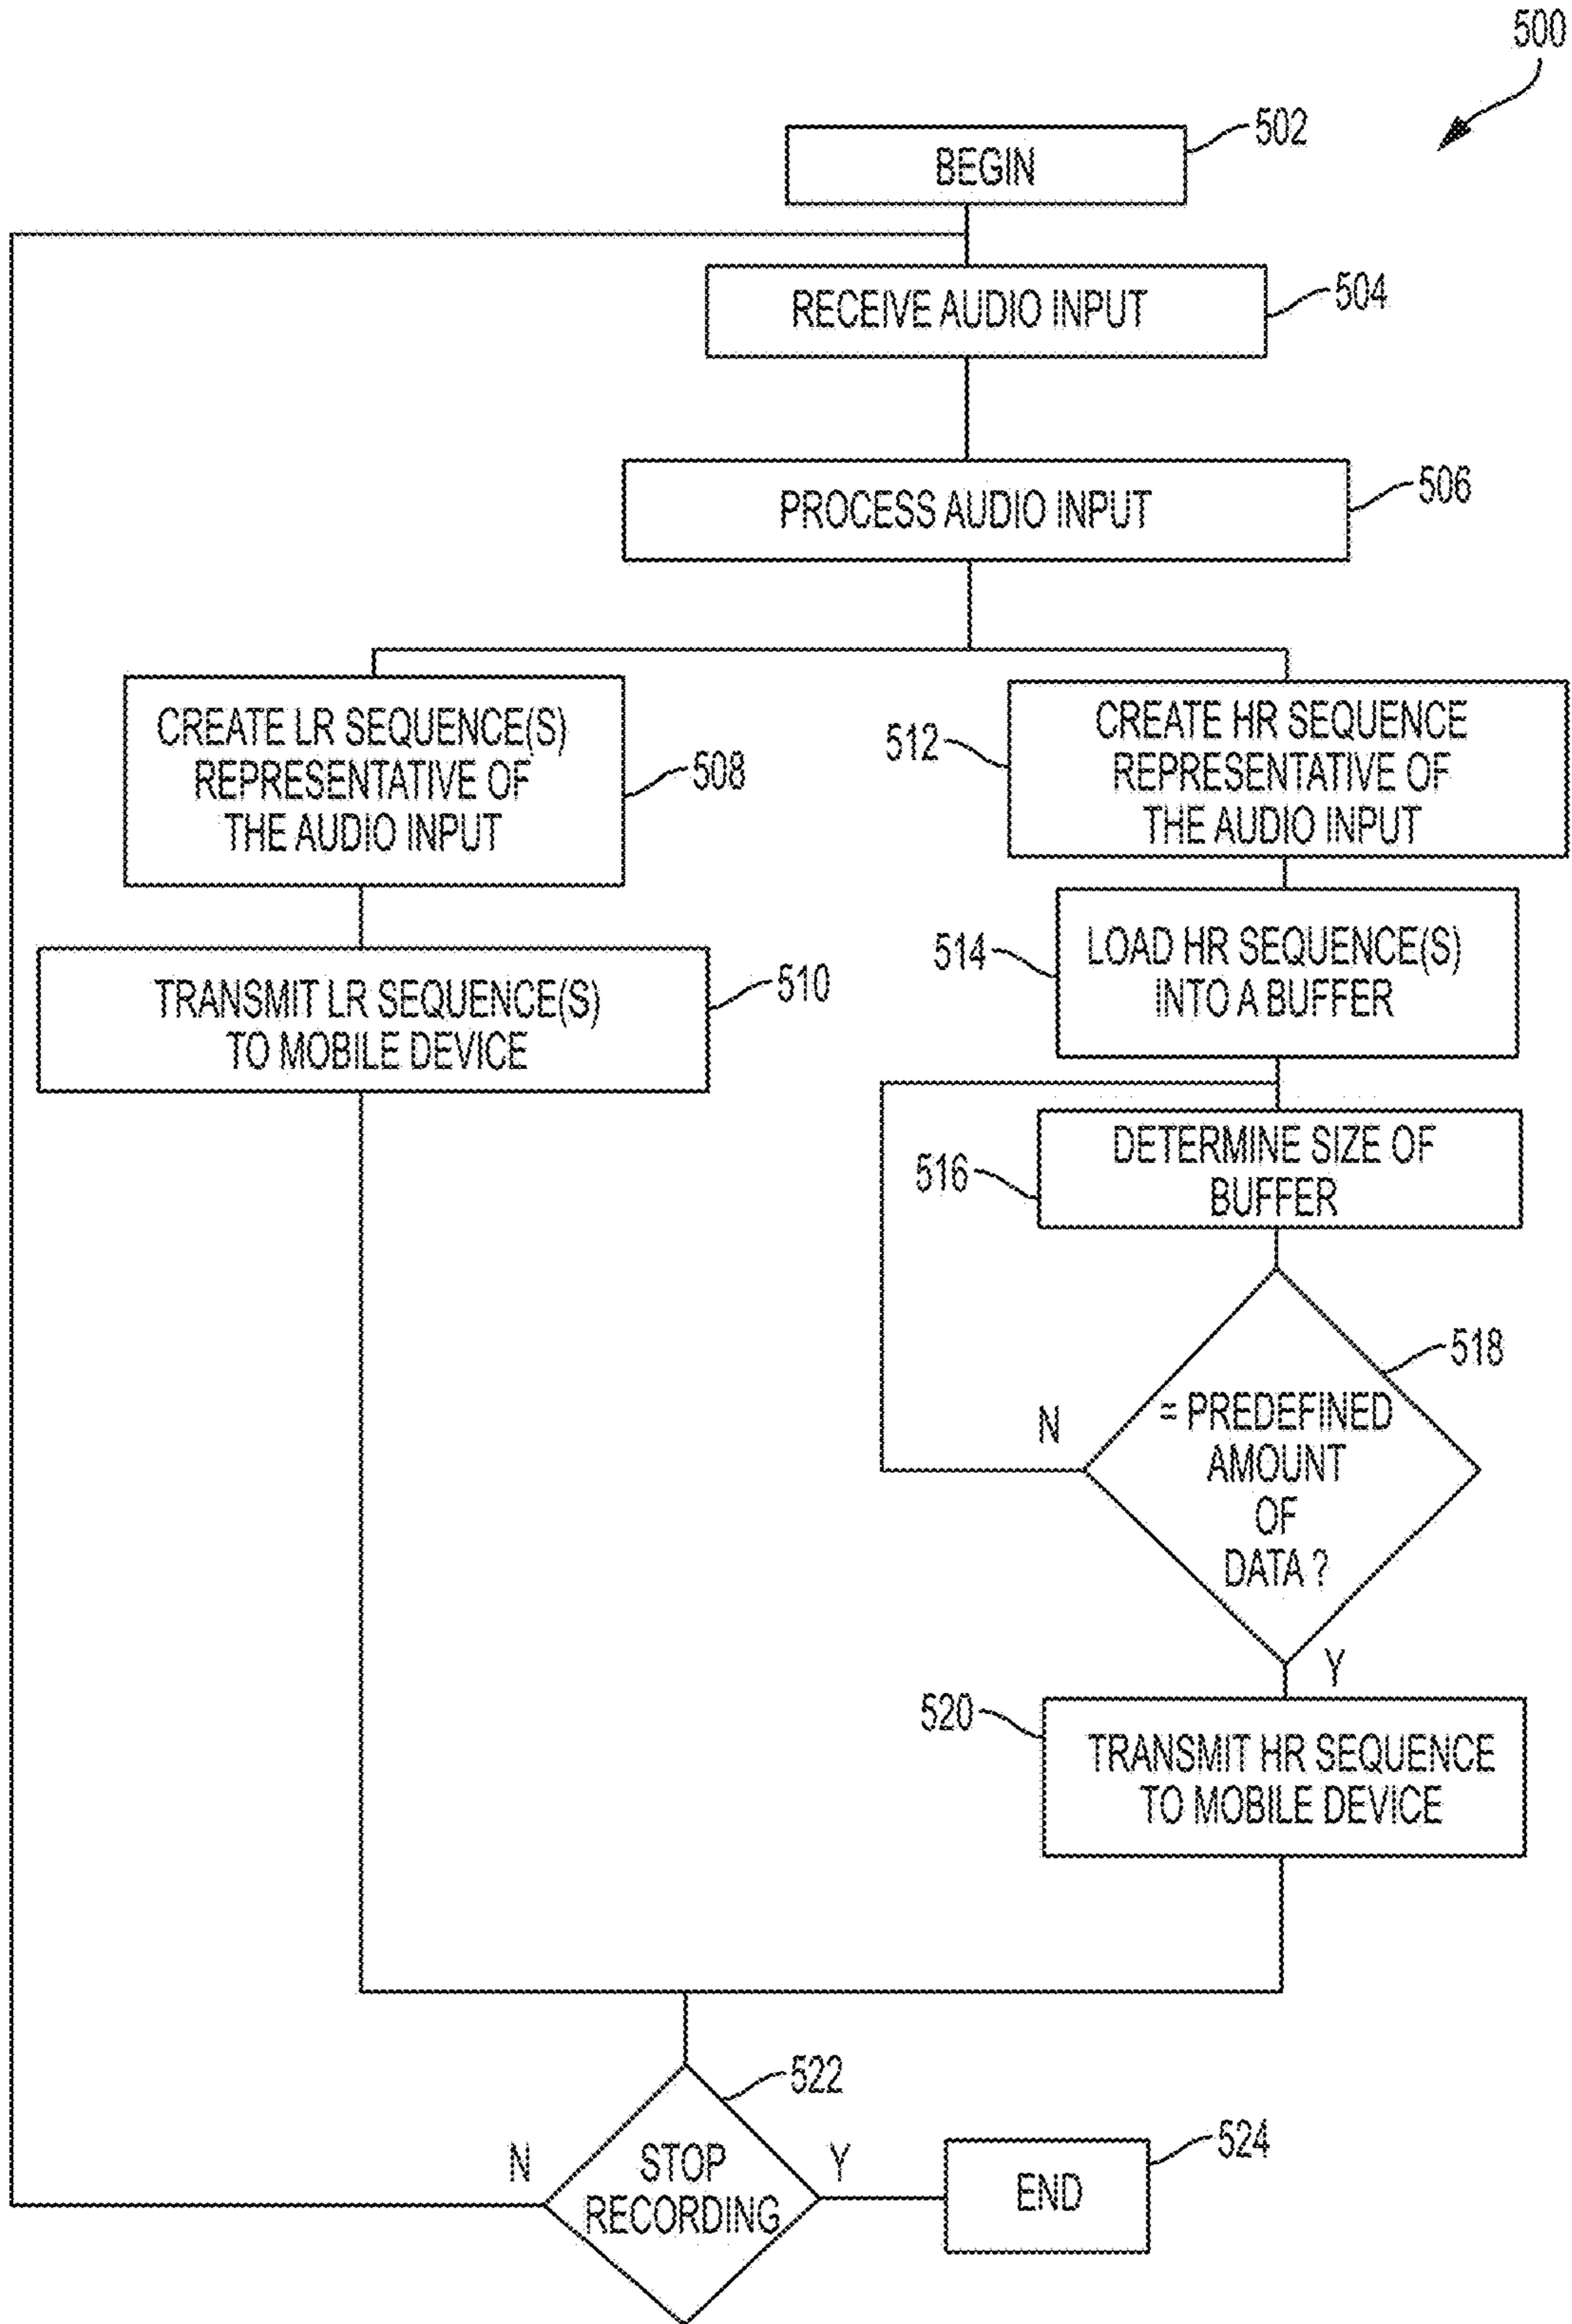 500
BEGIN
502
RECEIVE AUDIO INPUT
504
PROCESS AUDIO INPUT
506
CREATE LR SEQUENCE(S)
REPRESENTATIVE OF
THE AUDIO INPUT
508
TRANSMIT LR SEQUENCE(S)
TO MOBILE DEVICE
510
512
CREATE HR SEQUENCE
REPRESENTATIVE OF
THE AUDIO INPUT
514
LOAD HR SEQUENCE(S)
INTO A BUFFER
516
DETERMINE SIZE OF
BUFFER
518
N
= PREDEFINED
AMOUNT
OF
DATA ?
Y
520
TRANSMIT HR SEQUENCE
TO MOBILE DEVICE
522
N
STOP
RECORDING
Y
END
524